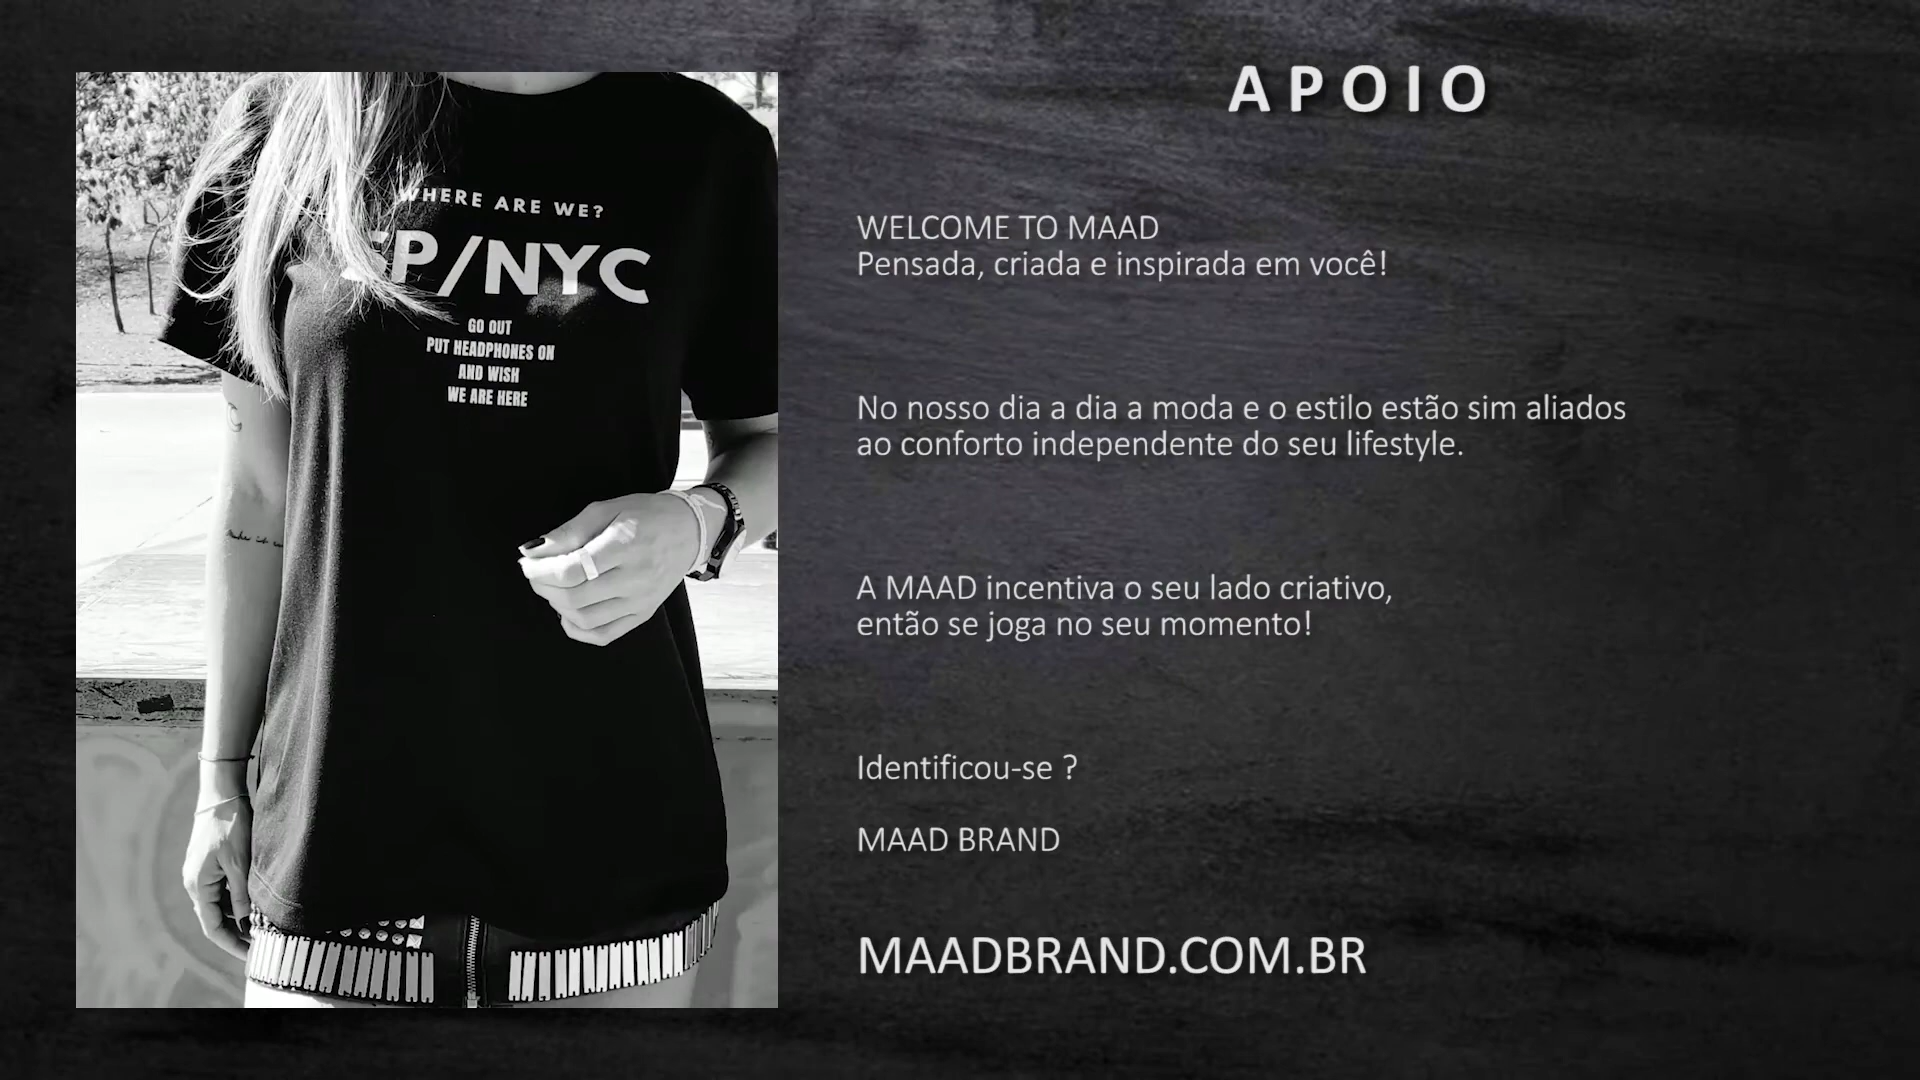 APOIO
WHERE ARE WE?
SP/NYC
GO OUT
PUT HEADPHONES ON
AND WISH
WE ARE HERE
WELCOME TO MAAD
Pensada, criada e inspirada em você!
No nosso dia a dia a moda e o estilo estão sim aliados
ao conforto independente do seu lifestyle.
A MAAD incentiva o seu lado criativo,
então se joga no seu momento!
Identificou-se ?
MAAD BRAND
MAADBRAND.COM.BR